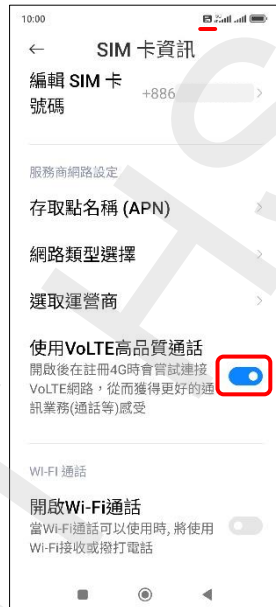 10:00
SIM 卡資訊
編輯 SIM 卡
號碼
+886
服務商網路設定
存取點名稱 (APN)
網路類型選擇
選取運營商
使用VoLTE高品質通話
開啟後在註冊4G時會嘗試連接
VoLTE網路，從而獲得更好的通
訊業務(通話等)感受
WI-FI 通話
開啟Wi-Fi通話
當Wi-Fi通話可以使用時, 將使用
Wi-Fi接收或撥打電話